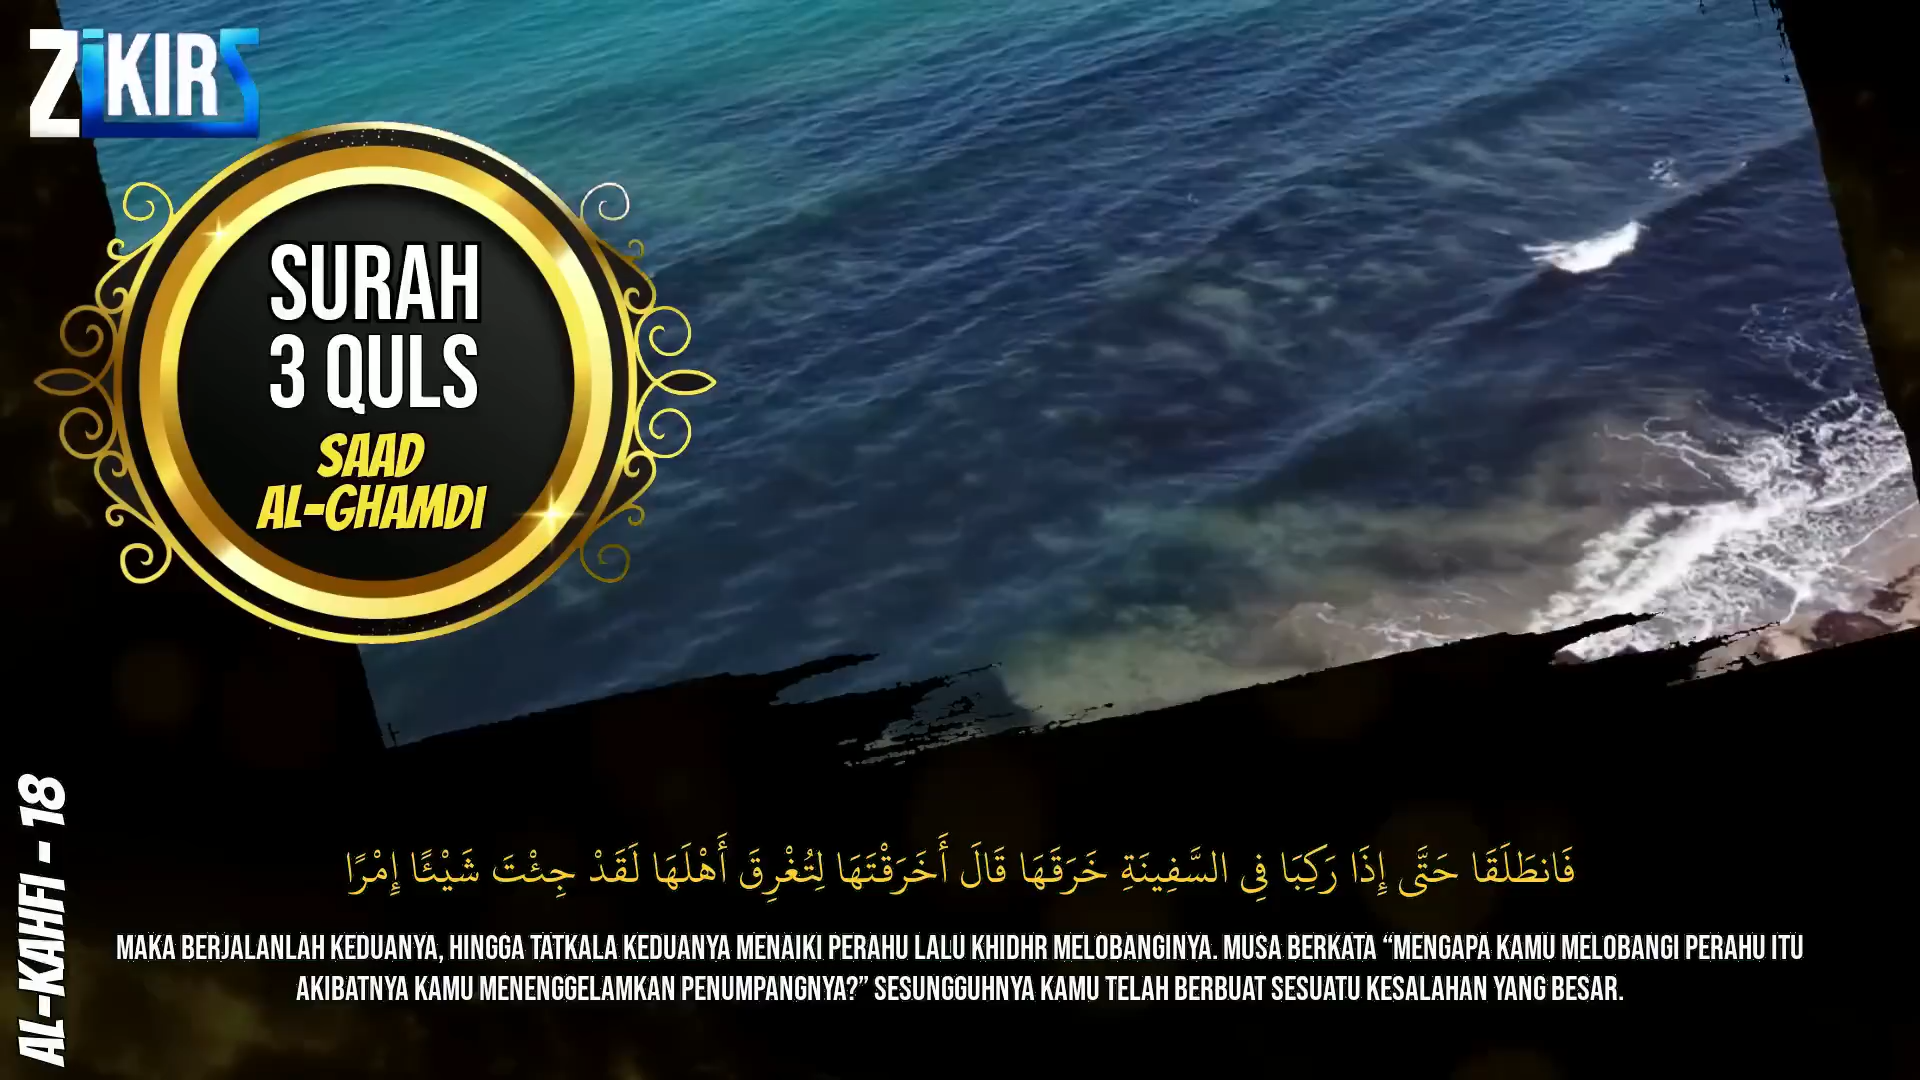 ZIKIR
SURAH
3 QULS
SAAD
AL-GHAMDI
AL-KAHFI - 18
فَانطَلَقَا حَتَّى إِذَا رَكِبَا فِي السَّفِينَةِ خَرَقَهَا قَالَ أَخَرَقْتَهَا لِتُغْرِقَ أَهْلَهَا لَقَدْ جِئْتَ شَيْئًا إِمْرًا
MAKA BERJALANLAH KEDUANYA, HINGGA TATKALA KEDUANYA MENAIKI PERAHU LALU KHIDHR MELOBANGINYA. MUSA BERKATA “MENGAPA KAMU MELOBANGI PERAHU ITU
AKIBATNYA KAMU MENENGGELAMKAN PENUMPANGNYA?” SESUNGGUHNYA KAMU TELAH BERBUAT SESUATU KESALAHAN YANG BESAR.